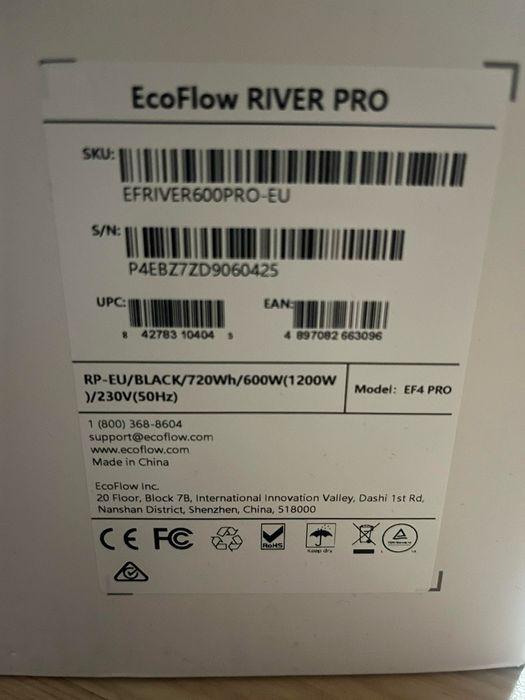 EcoFlow RIVER PRO
SKU:
EFRIVER600PRO-EU
S/N:
P4EBZ7ZD9060425
UPC:
8 42783 10404 5
EAN:
4 897082 663096
RP-EU/BLACK/720Wh/600W(1200W
)/230V(50Hz)
Model: EF4 PRO
1 (800) 368-8604
support@ecoflow.com
www.ecoflow.com
Made in China
EcoFlow Inc.
20 Floor, Block 7B, International Innovation Valley, Dashi 1st Rd,
Nanshan District, Shenzhen, China, 518000
CE FC
RoHS
Keep dry